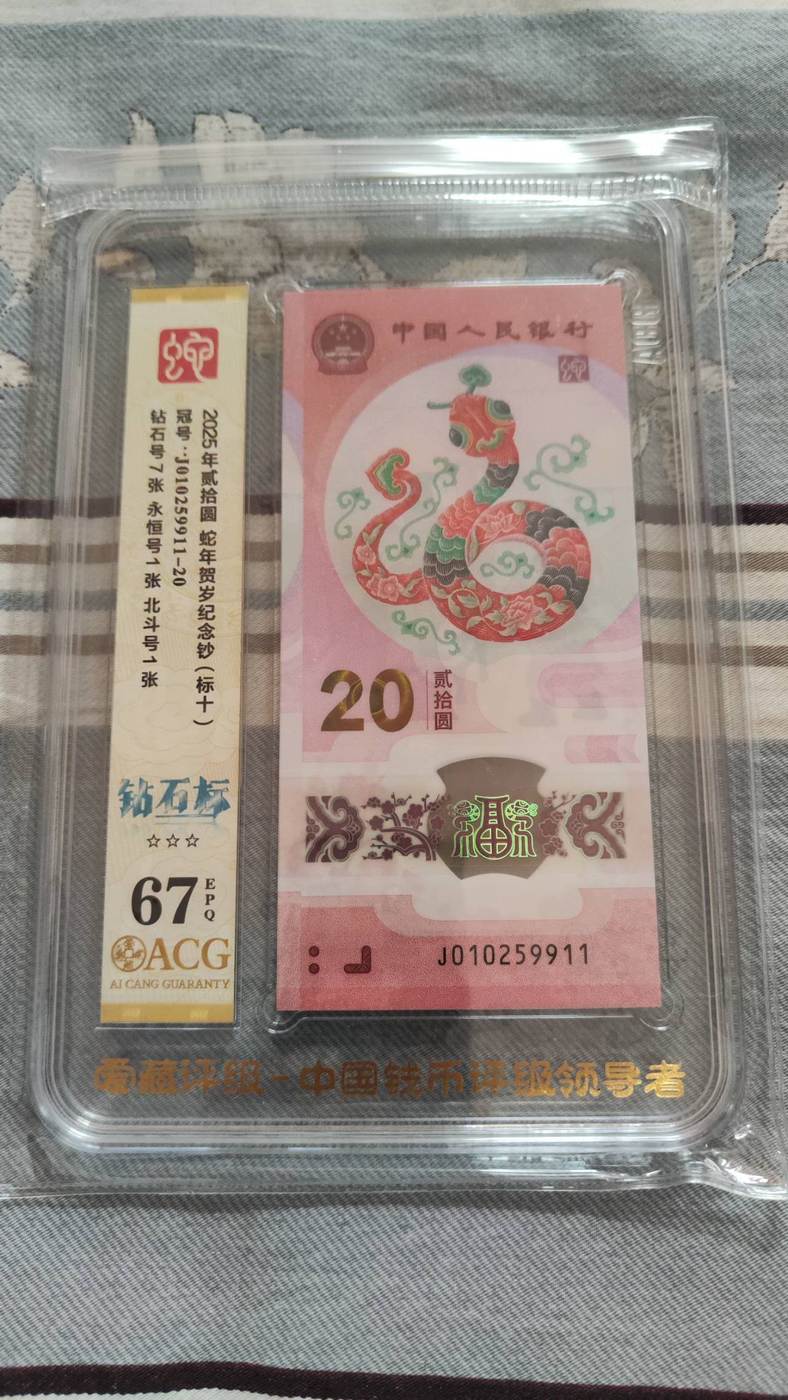 蛇
2025年贰拾圆 蛇年贺岁纪念钞(标十)
冠号:J010259911-20
钻石号7张 永恒号1张 北斗号1张
钻石标
☆☆☆
67 EPQ
ACG
AI CANG GUARANTY
中国人民银行
蛇
20 贰拾圆
福
J010259911
爱藏评级-中国钱币评级领导者
ACG